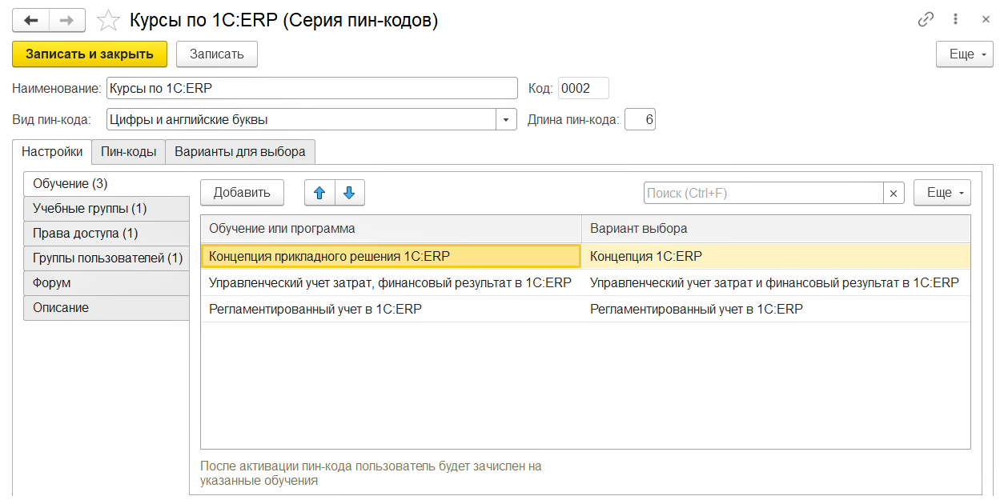 Курсы по 1С:ERP (Серия пин-кодов)
Записать и закрыть Записать Еще
Наименование: Курсы по 1С:ERP Код: 0002
Вид пин-кода: Цифры и английские буквы Длина пин-кода: 6
Настройки Пин-коды Варианты для выбора
Обучение (3)
Учебные группы (1)
Права доступа (1)
Группы пользователей (1)
Форум
Описание
Добавить Поиск (Ctrl+F) × Еще
Обучение или программа Вариант выбора
Концепция прикладного решения 1С:ERP Концепция 1С:ERP
Управленческий учет затрат, финансовый результат в 1С:ERP Управленческий учет затрат и финансовый результат в 1С:ERP
Регламентированный учет в 1С:ERP Регламентированный учет в 1С:ERP
После активации пин-кода пользователь будет зачислен на
указанные обучения